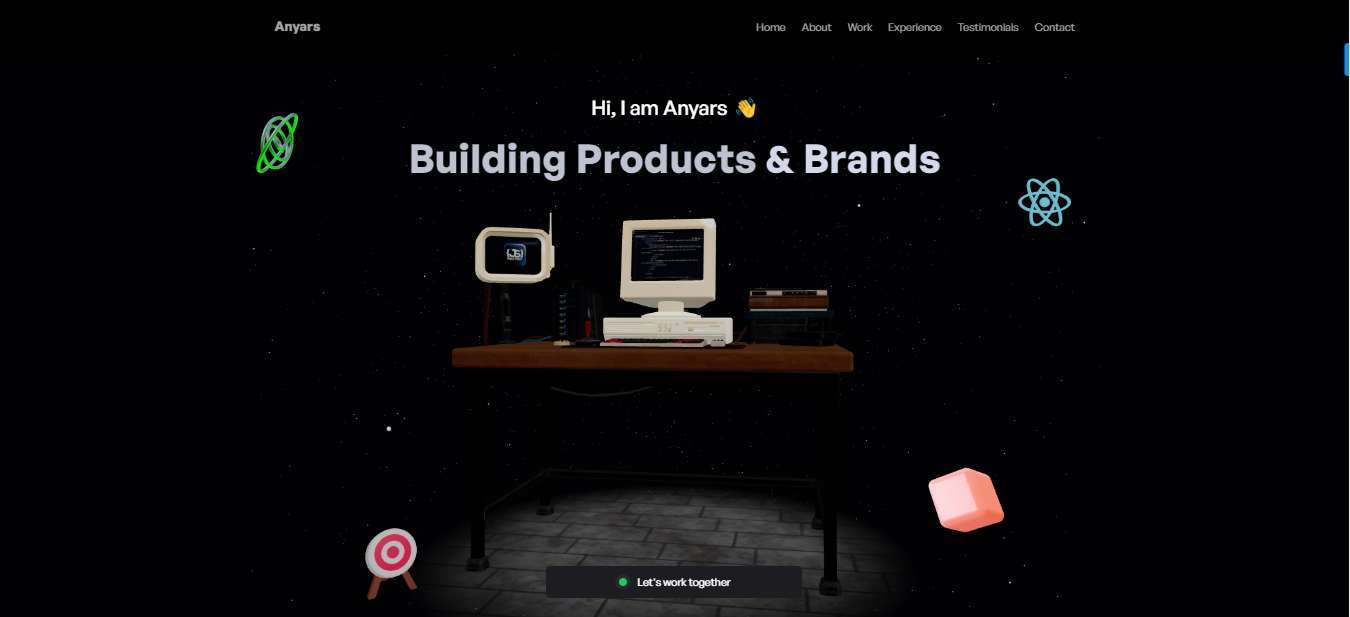 Anyars
Home About Work Experience Testimonials Contact
Hi, I am Anyars 👋
Building Products & Brands
Let's work together